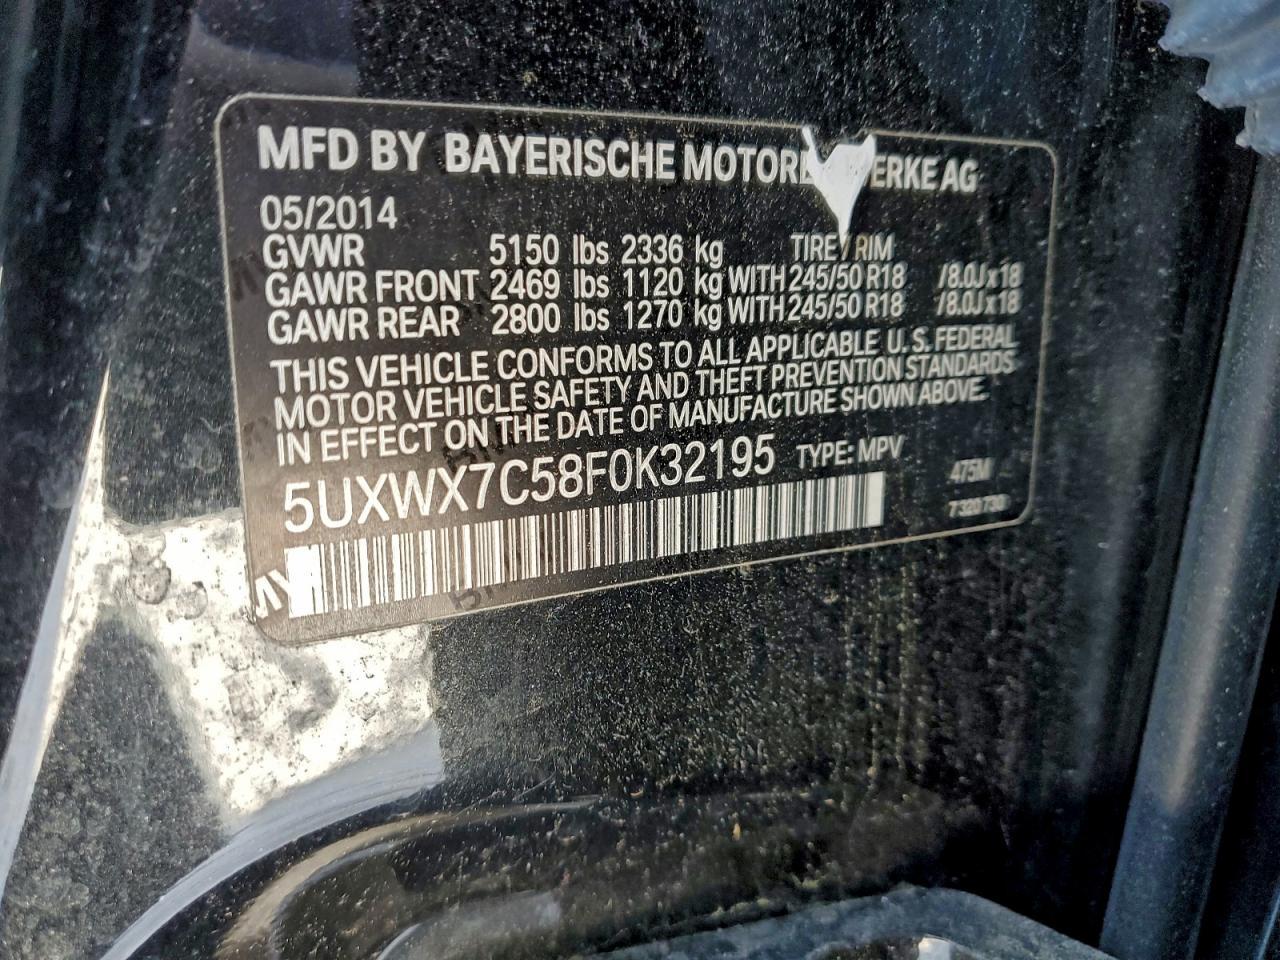 MFD BY BAYERISCHE MOTORE ERKE AG
05/2014
GVWR 5150 lbs 2336 kg TIRE / RIM
GAWR FRONT 2469 lbs 1120 kg WITH 245/50 R18 /8.0J x 18
GAWR REAR 2800 lbs 1270 kg WITH 245/50 R18 /8.0J x 18
THIS VEHICLE CONFORMS TO ALL APPLICABLE U.S. FEDERAL
MOTOR VEHICLE SAFETY AND THEFT PREVENTION STANDARDS
IN EFFECT ON THE DATE OF MANUFACTURE SHOWN ABOVE.
5UXWX7C58F0K32195 TYPE: MPV 475M
7320730